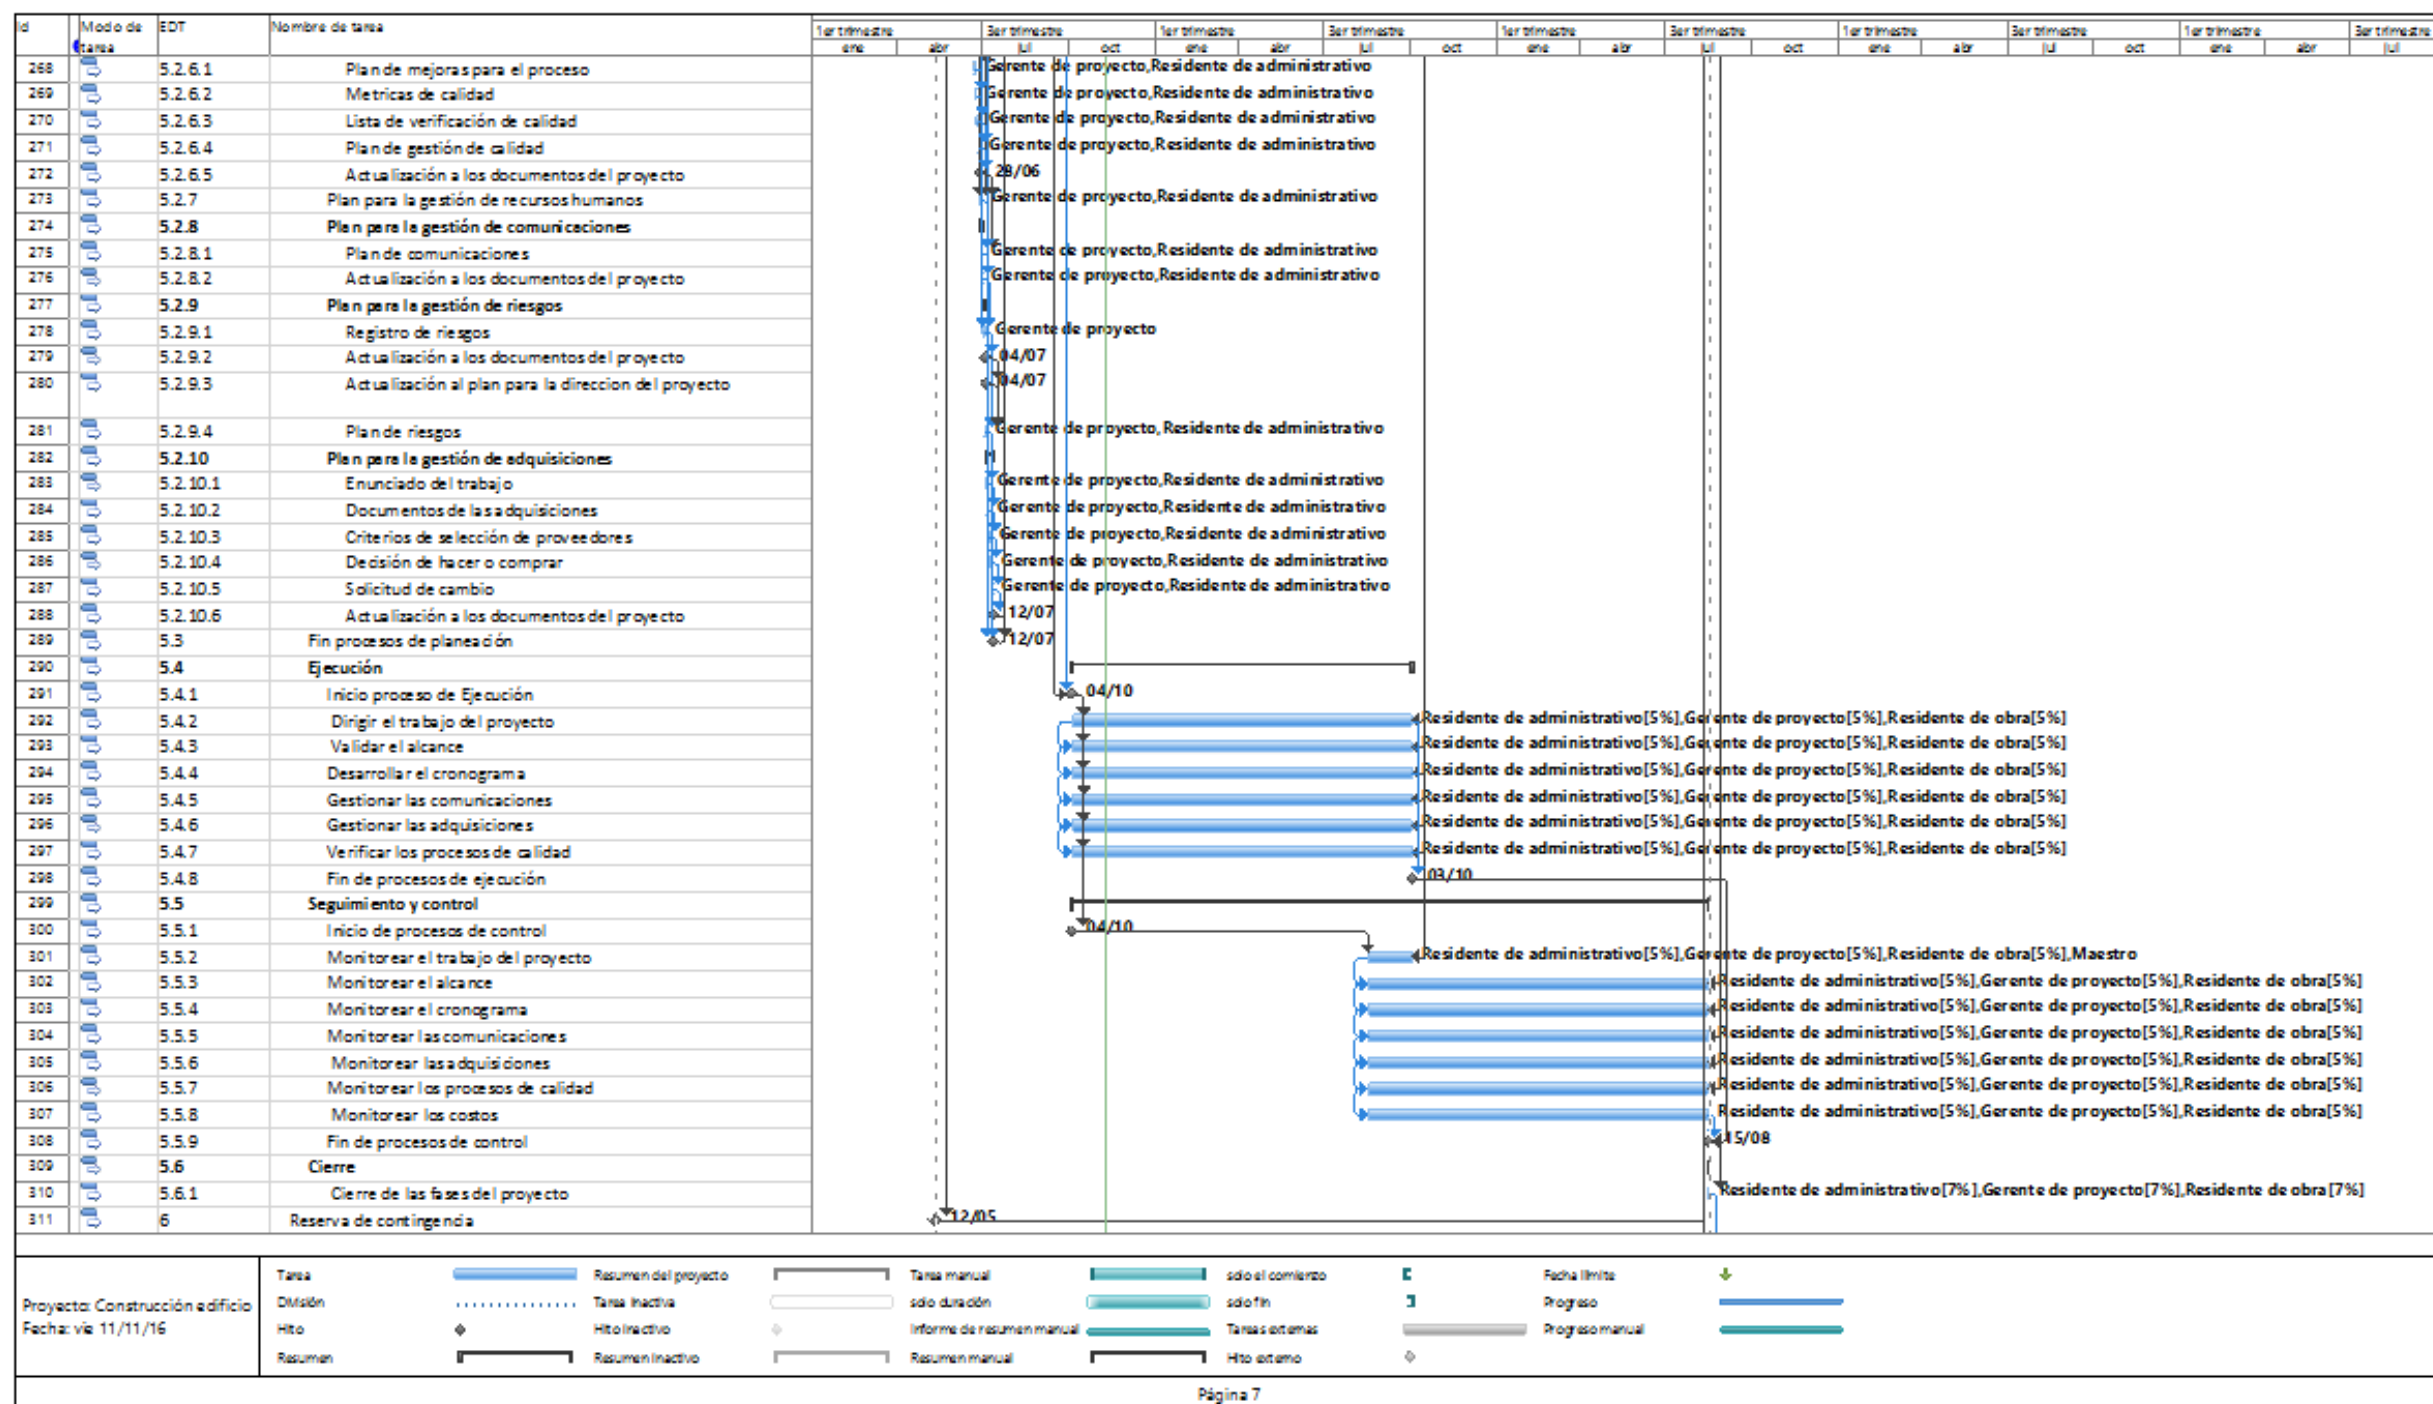 Id Modo de tarea EDT Nombre de tarea
1er trimestre 3er trimestre 1er trimestre 3er trimestre 1er trimestre 3er trimestre 1er trimestre 3er trimestre 1er trimestre 3er trimestre
ene abr jul oct ene abr jul oct ene abr jul oct ene abr jul oct ene abr jul
268 5.2.6.1 Plan de mejoras para el proceso Gerente de proyecto,Residente de administrativo
269 5.2.6.2 Metricas de calidad Gerente de proyecto,Residente de administrativo
270 5.2.6.3 Lista de verificación de calidad Gerente de proyecto,Residente de administrativo
271 5.2.6.4 Plan de gestión de calidad Gerente de proyecto,Residente de administrativo
272 5.2.6.5 Actualización a los documentos del proyecto 28/06
273 5.2.7 Plan para la gestión de recursos humanos Gerente de proyecto,Residente de administrativo
274 5.2.8 Plan para la gestión de comunicaciones
275 5.2.8.1 Plan de comunicaciones Gerente de proyecto,Residente de administrativo
276 5.2.8.2 Actualización a los documentos del proyecto Gerente de proyecto,Residente de administrativo
277 5.2.9 Plan para la gestión de riesgos
278 5.2.9.1 Registro de riesgos Gerente de proyecto
279 5.2.9.2 Actualización a los documentos del proyecto 04/07
280 5.2.9.3 Actualización al plan para la direccion del proyecto 04/07
281 5.2.9.4 Plan de riesgos Gerente de proyecto,Residente de administrativo
282 5.2.10 Plan para la gestión de adquisiciones
283 5.2.10.1 Enunciado del trabajo Gerente de proyecto,Residente de administrativo
284 5.2.10.2 Documentos de las adquisiciones Gerente de proyecto,Residente de administrativo
285 5.2.10.3 Criterios de selección de proveedores Gerente de proyecto,Residente de administrativo
286 5.2.10.4 Decisión de hacer o comprar Gerente de proyecto,Residente de administrativo
287 5.2.10.5 Solicitud de cambio Gerente de proyecto,Residente de administrativo
288 5.2.10.6 Actualización a los documentos del proyecto 12/07
289 5.3 Fin procesos de planeación 12/07
290 5.4 Ejecución
291 5.4.1 Inicio proceso de Ejecución 04/10
292 5.4.2 Dirigir el trabajo del proyecto Residente de administrativo[5%],Gerente de proyecto[5%],Residente de obra[5%]
293 5.4.3 Validar el alcance Residente de administrativo[5%],Gerente de proyecto[5%],Residente de obra[5%]
294 5.4.4 Desarrollar el cronograma Residente de administrativo[5%],Gerente de proyecto[5%],Residente de obra[5%]
295 5.4.5 Gestionar las comunicaciones Residente de administrativo[5%],Gerente de proyecto[5%],Residente de obra[5%]
296 5.4.6 Gestionar las adquisiciones Residente de administrativo[5%],Gerente de proyecto[5%],Residente de obra[5%]
297 5.4.7 Verificar los procesos de calidad Residente de administrativo[5%],Gerente de proyecto[5%],Residente de obra[5%]
298 5.4.8 Fin de procesos de ejecución 03/10
299 5.5 Seguimiento y control
300 5.5.1 Inicio de procesos de control 04/10
301 5.5.2 Monitorear el trabajo del proyecto Residente de administrativo[5%],Gerente de proyecto[5%],Residente de obra[5%],Maestro
302 5.5.3 Monitorear el alcance Residente de administrativo[5%],Gerente de proyecto[5%],Residente de obra[5%]
303 5.5.4 Monitorear el cronograma Residente de administrativo[5%],Gerente de proyecto[5%],Residente de obra[5%]
304 5.5.5 Monitorear las comunicaciones Residente de administrativo[5%],Gerente de proyecto[5%],Residente de obra[5%]
305 5.5.6 Monitorear las adquisiciones Residente de administrativo[5%],Gerente de proyecto[5%],Residente de obra[5%]
306 5.5.7 Monitorear los procesos de calidad Residente de administrativo[5%],Gerente de proyecto[5%],Residente de obra[5%]
307 5.5.8 Monitorear los costos Residente de administrativo[5%],Gerente de proyecto[5%],Residente de obra[5%]
308 5.5.9 Fin de procesos de control 15/08
309 5.6 Cierre
310 5.6.1 Cierre de las fases del proyecto Residente de administrativo[7%],Gerente de proyecto[7%],Residente de obra[7%]
311 6 Reserva de contingencia 12/05
Proyecto: Construcción edificio
Fecha: vie 11/11/16
Tarea Resumen del proyecto Tarea manual solo el comienzo Fecha límite
División Tarea inactiva solo duración solo fin Progreso
Hito Hito inactivo Informe de resumen manual Tareas externas Progreso manual
Resumen Resumen inactivo Resumen manual Hito externo
Página 7